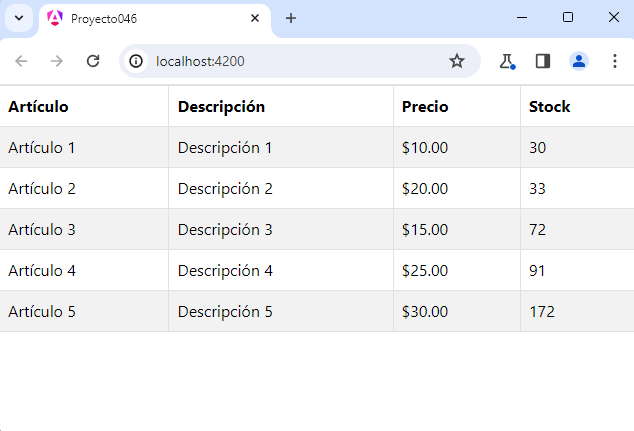 Proyecto046
localhost:4200
Artículo Descripción Precio Stock
Artículo 1 Descripción 1 $10.00 30
Artículo 2 Descripción 2 $20.00 33
Artículo 3 Descripción 3 $15.00 72
Artículo 4 Descripción 4 $25.00 91
Artículo 5 Descripción 5 $30.00 172